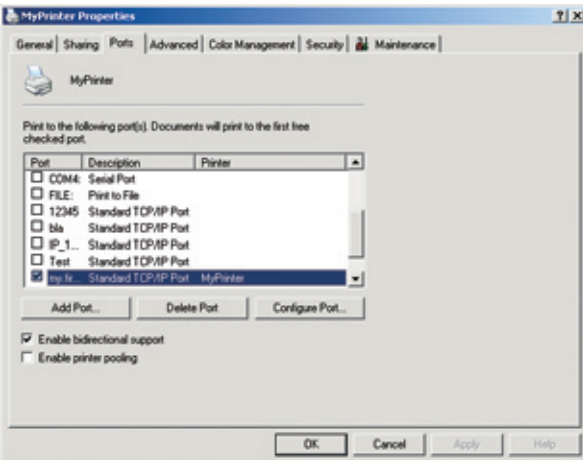 MyPrinter Properties
General Sharing Ports Advanced Color Management Security Maintenance
MyPrinter
Print to the following port(s). Documents will print to the first free
checked port.
Port Description Printer
COM4: Serial Port
FILE: Print to File
12345 Standard TCP/IP Port
bla Standard TCP/IP Port
IP_1... Standard TCP/IP Port
Test Standard TCP/IP Port
my.fir... Standard TCP/IP Port MyPrinter
Add Port... Delete Port Configure Port...
Enable bidirectional support
Enable printer pooling
OK Cancel Apply Help